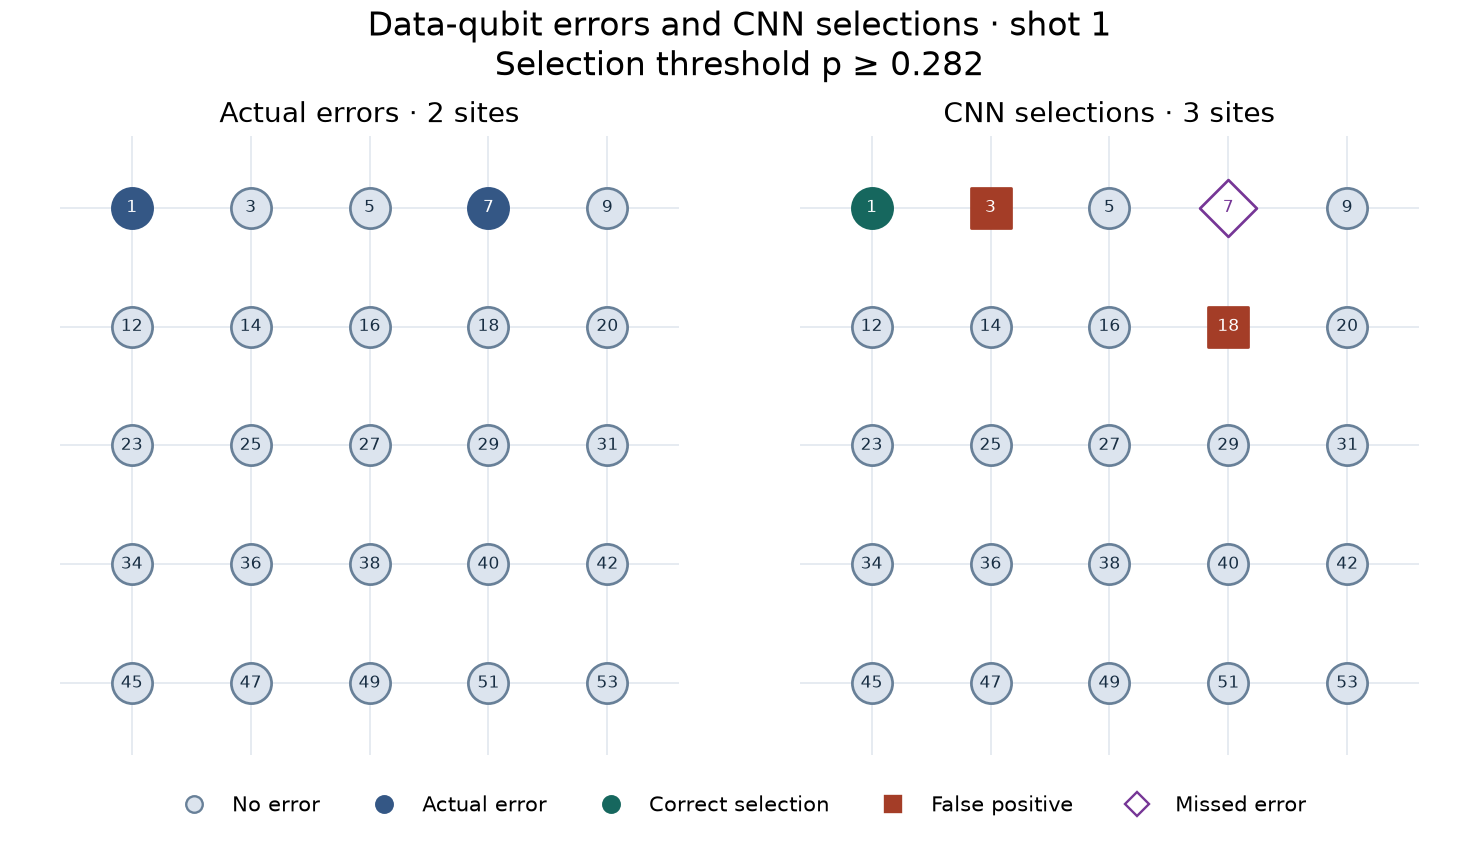 Data-qubit errors and CNN selections · shot 1
Selection threshold p ≥ 0.282
Actual errors · 2 sites
1 3 5 7 9
12 14 16 18 20
23 25 27 29 31
34 36 38 40 42
45 47 49 51 53
CNN selections · 3 sites
1 3 5 7 9
12 14 16 18 20
23 25 27 29 31
34 36 38 40 42
45 47 49 51 53
No error Actual error Correct selection False positive Missed error